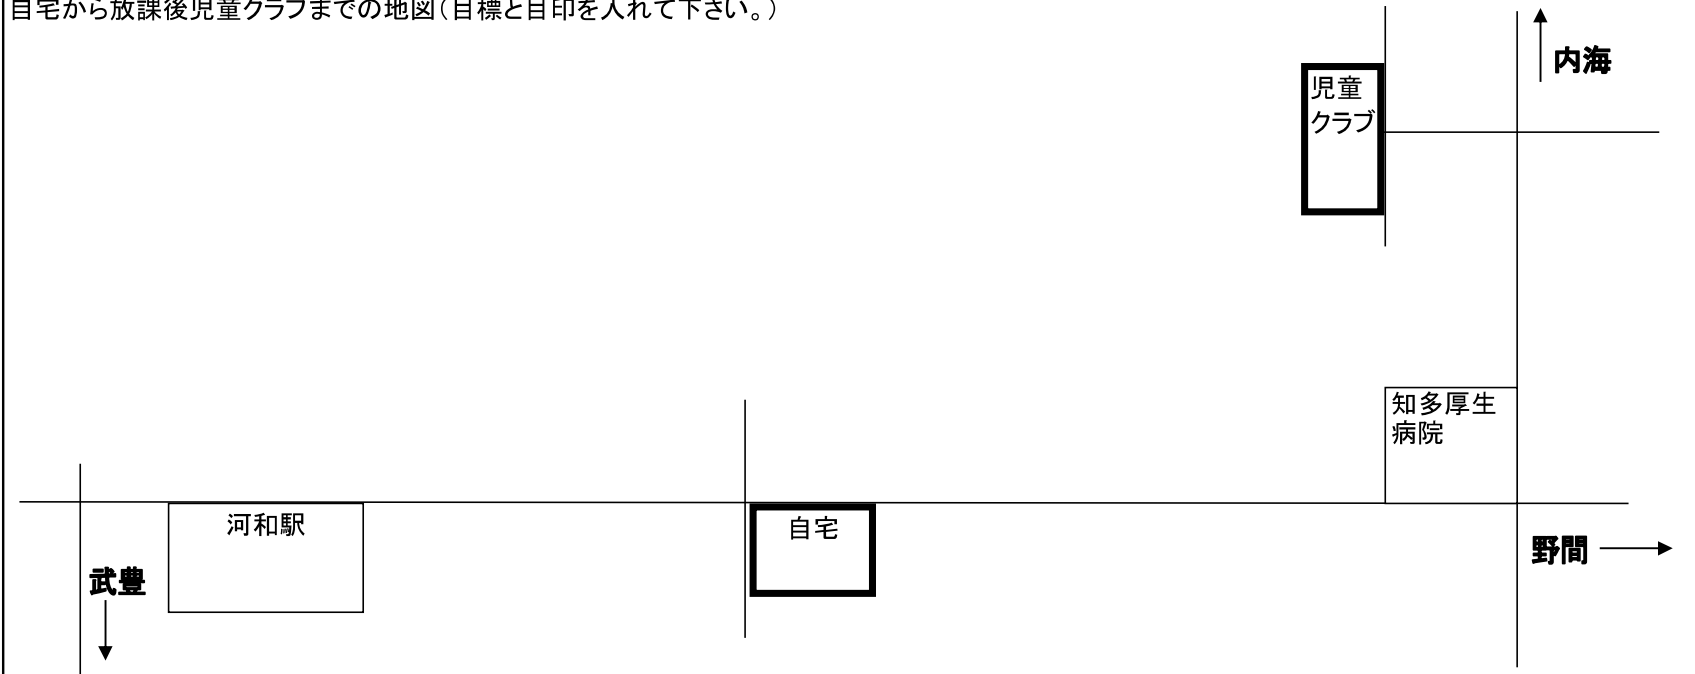 自宅から放課後児童クラブまでの地図（目標と目印を入れて下さい。）
内海
児童
クラブ
知多厚生
病院
河和駅
自宅
野間
武豊